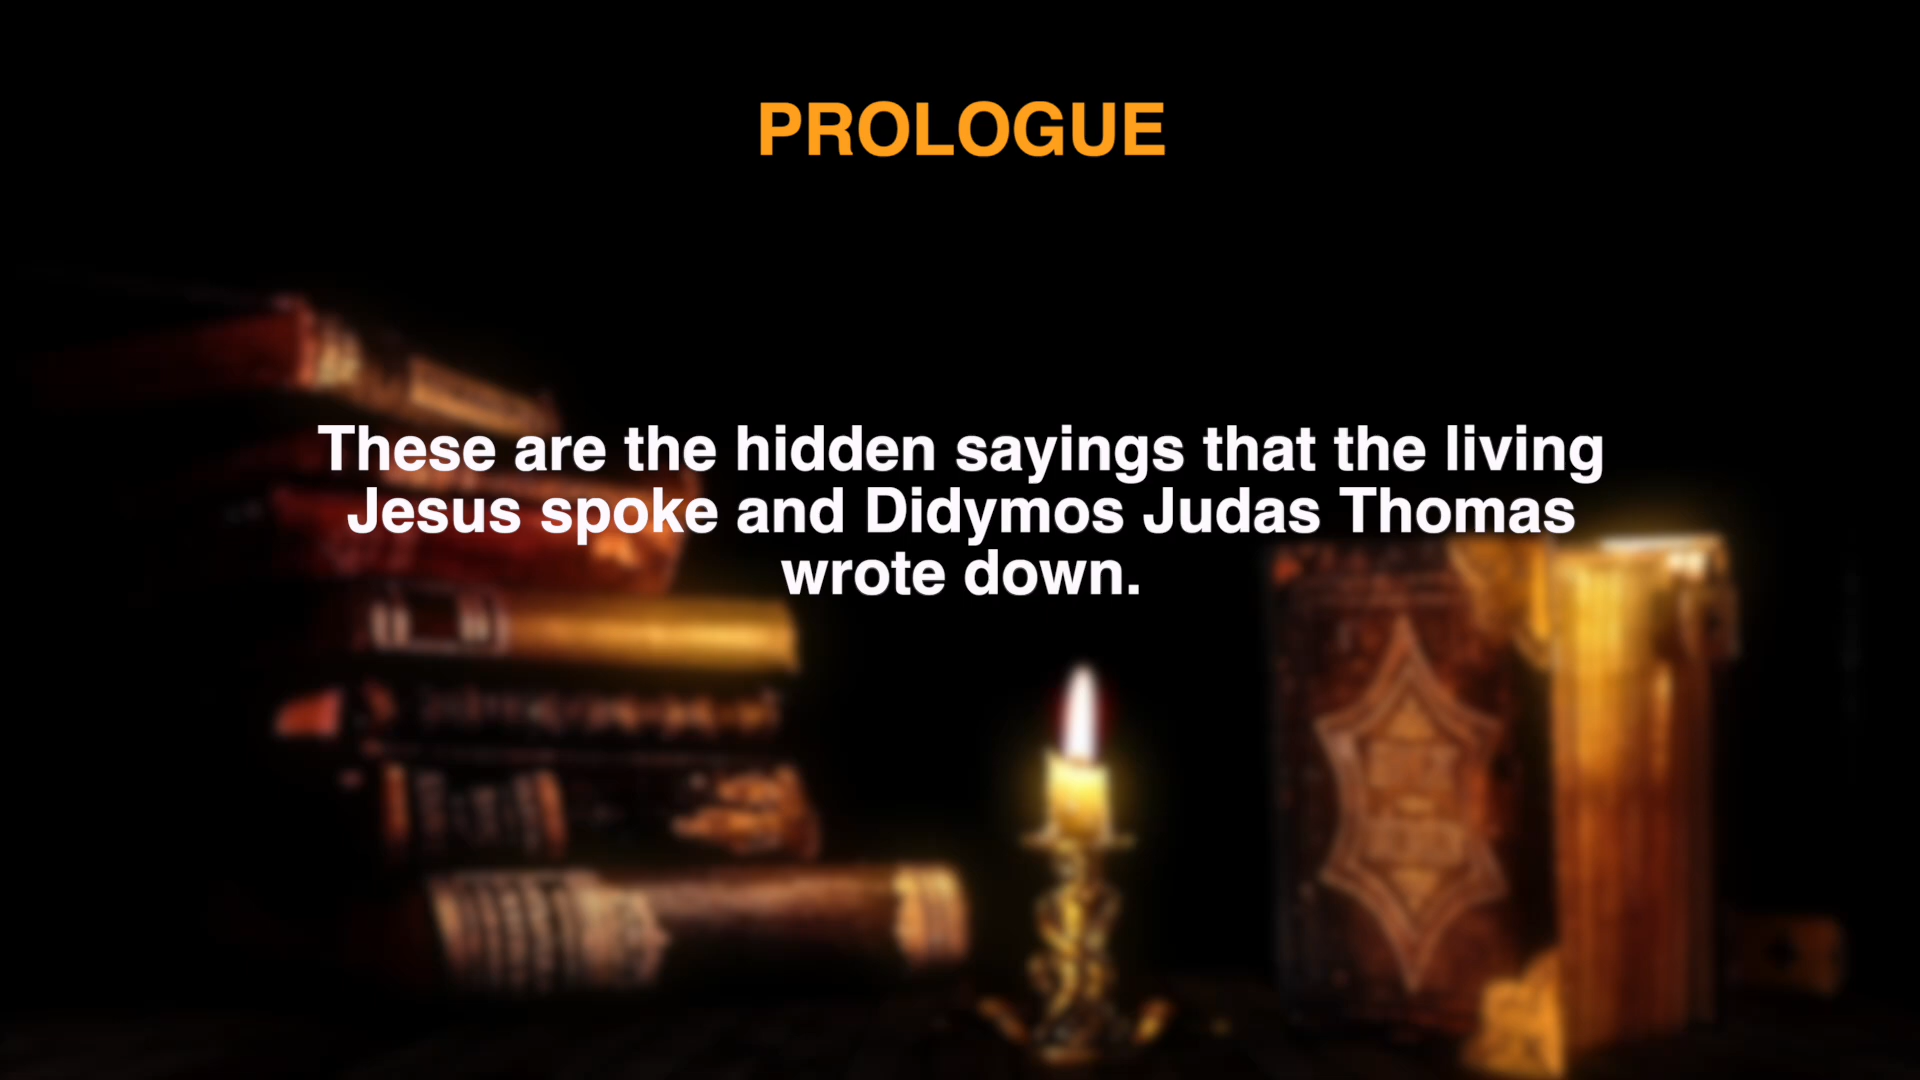 PROLOGUE
These are the hidden sayings that the living
Jesus spoke and Didymos Judas Thomas
wrote down.